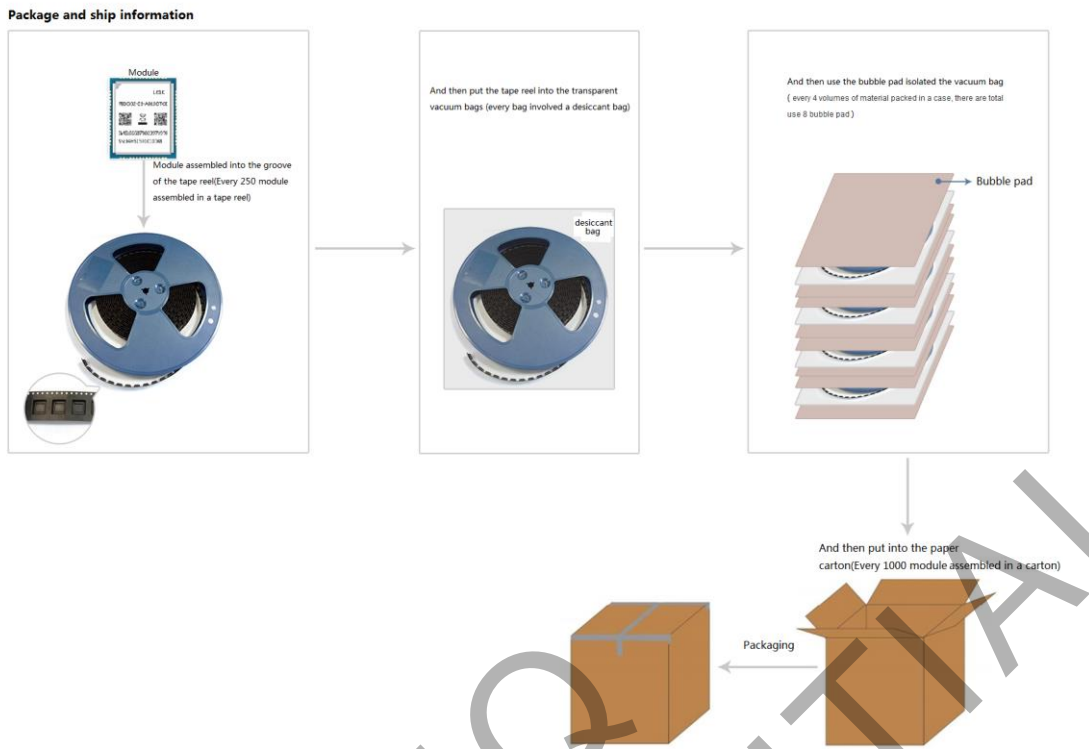 Package and ship information
Module
Module assembled into the groove
of the tape reel(Every 250 module
assembled in a tape reel)
And then put the tape reel into the transparent
vacuum bags (every bag involved a desiccant bag)
desiccant
bag
And then use the bubble pad isolated the vacuum bag
( every 4 volumes of material packed in a case, there are total
use 8 bubble pad )
Bubble pad
And then put into the paper
carton(Every 1000 module assembled in a carton)
Packaging